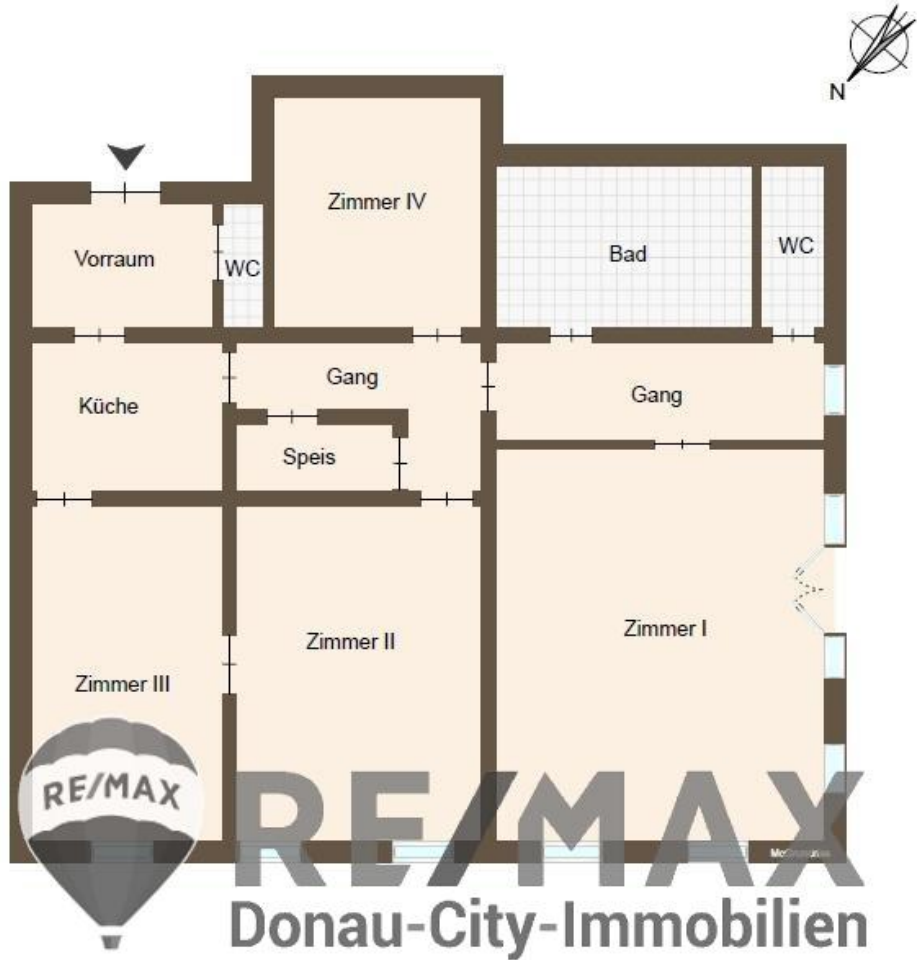 N
Zimmer IV
Vorraum
WC
Bad
WC
Küche
Gang
Gang
Speis
Zimmer I
Zimmer II
Zimmer III
RE/MAX
RE/MAX
Donau-City-Immobilien